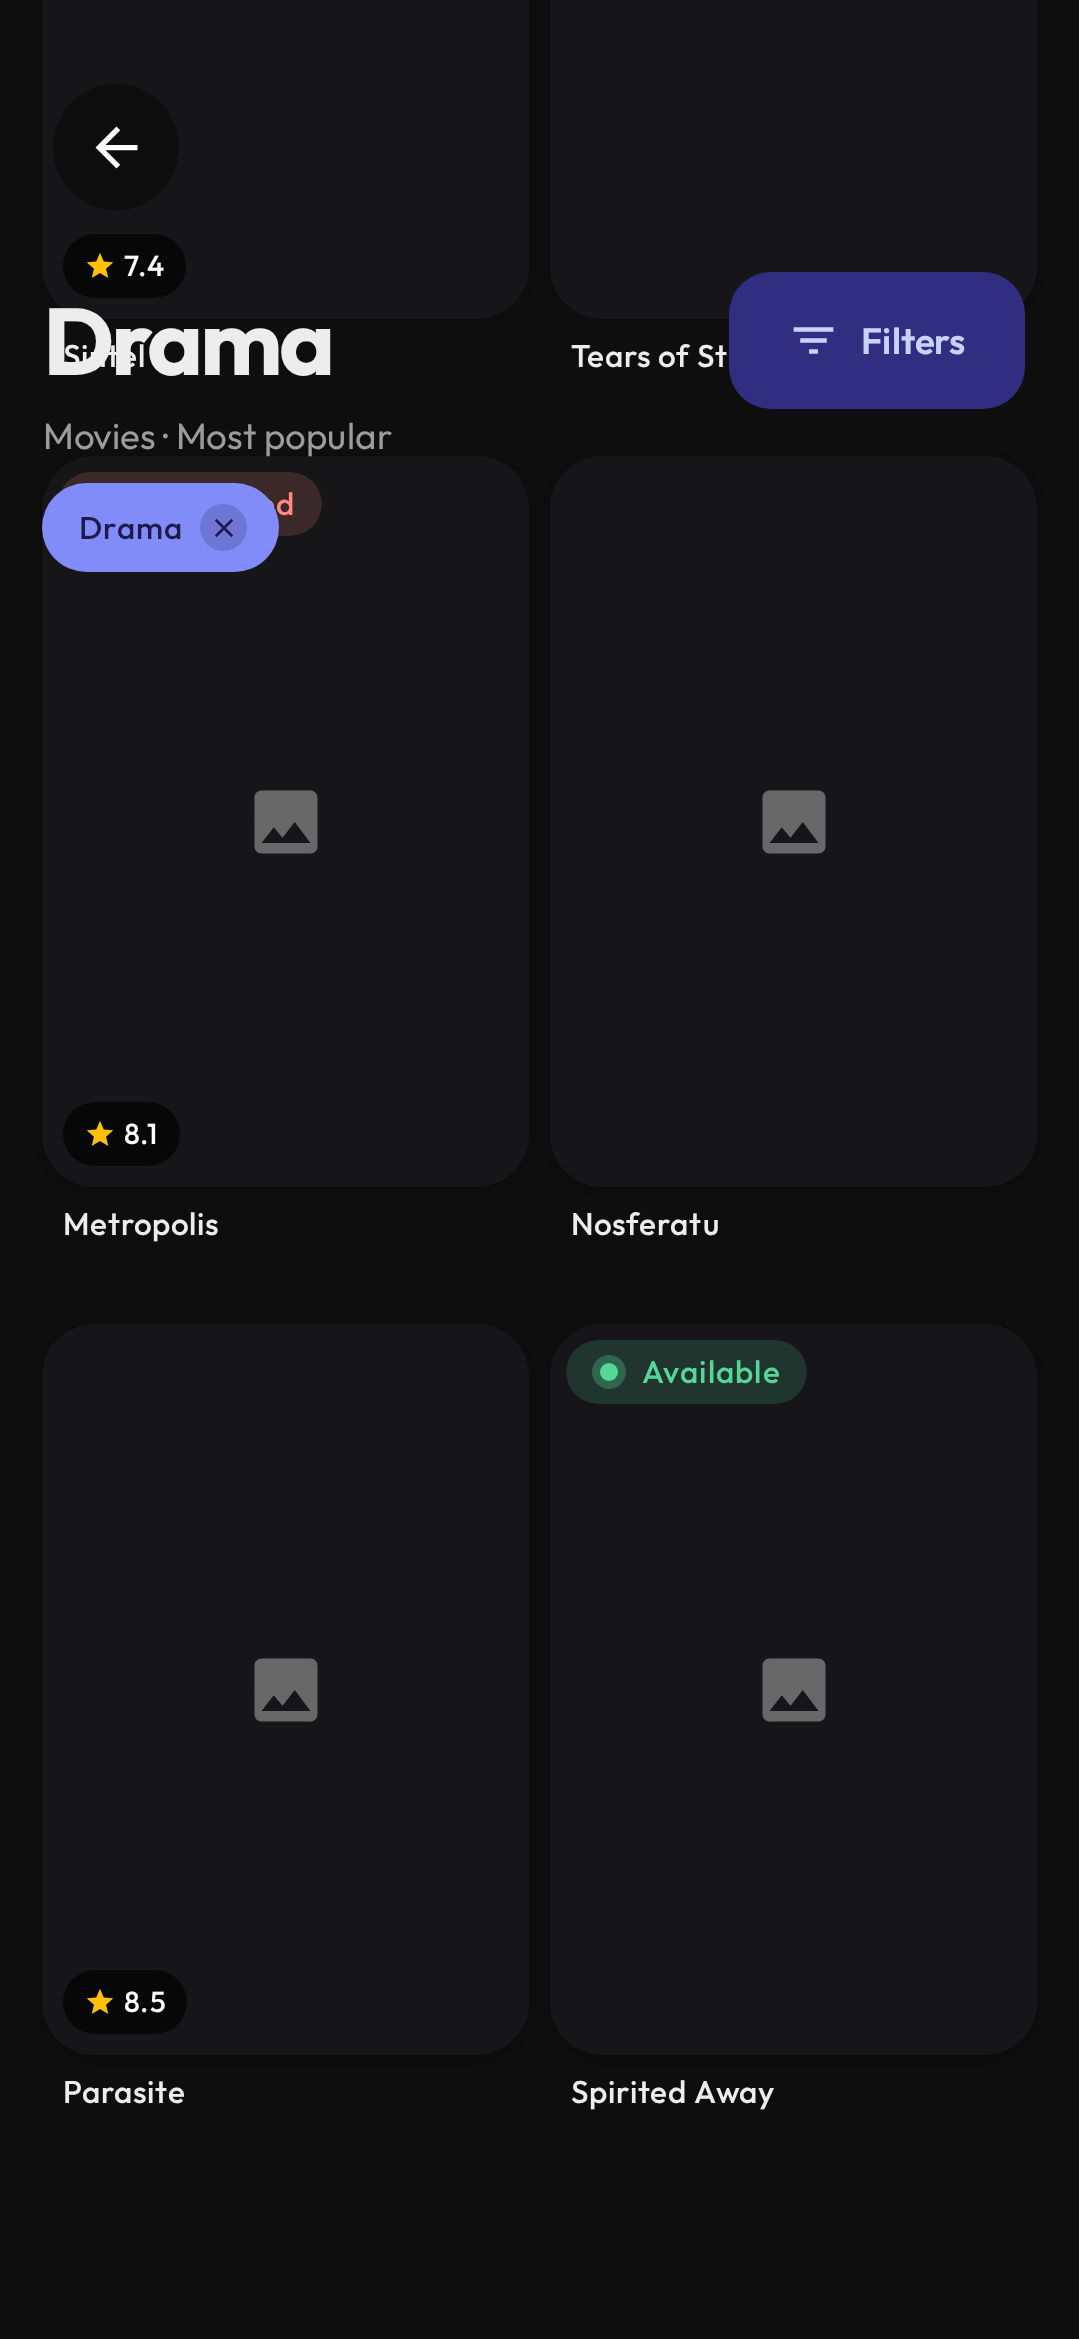 7.4
Drama
Sintel
Tears of St
Filters
Movies · Most popular
Drama
8.1
Metropolis
Nosferatu
Available
8.5
Parasite
Spirited Away